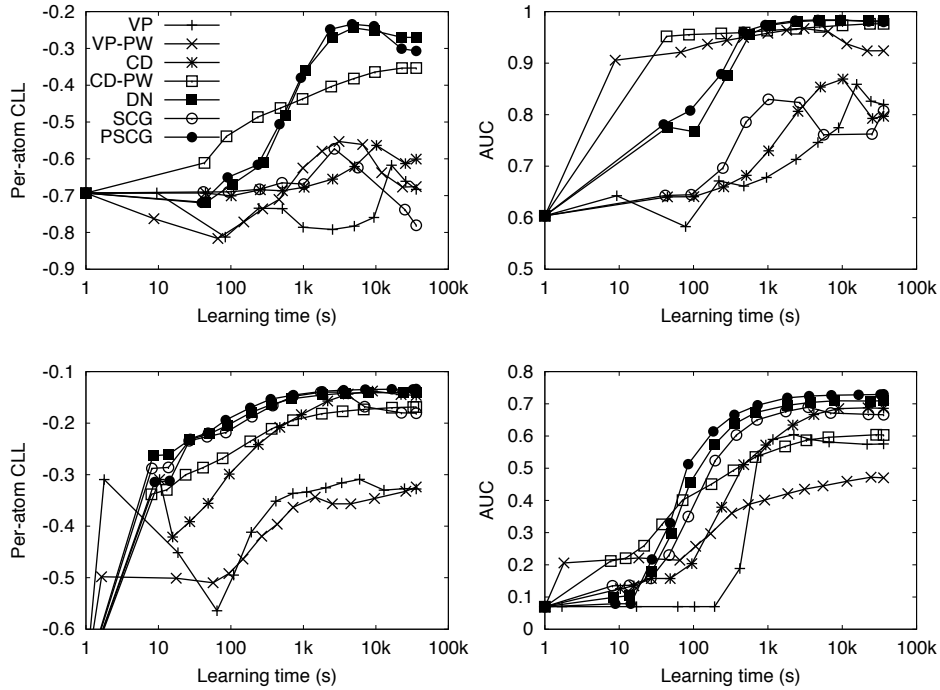 Per-atom CLL
-0.2
-0.3
-0.4
-0.5
-0.6
-0.7
-0.8
-0.9
VP
VP-PW
CD
CD-PW
DN
SCG
PSCG
1 10 100 1000 10k 100k
Learning time (s)
AUC
1
0.9
0.8
0.7
0.6
0.5
1 10 100 1000 10k 100k
Learning time (s)
Per-atom CLL
-0.1
-0.2
-0.3
-0.4
-0.5
-0.6
1 10 100 1000 10k 100k
Learning time (s)
AUC
0.8
0.7
0.6
0.5
0.4
0.3
0.2
0.1
0
1 10 100 1000 10k 100k
Learning time (s)